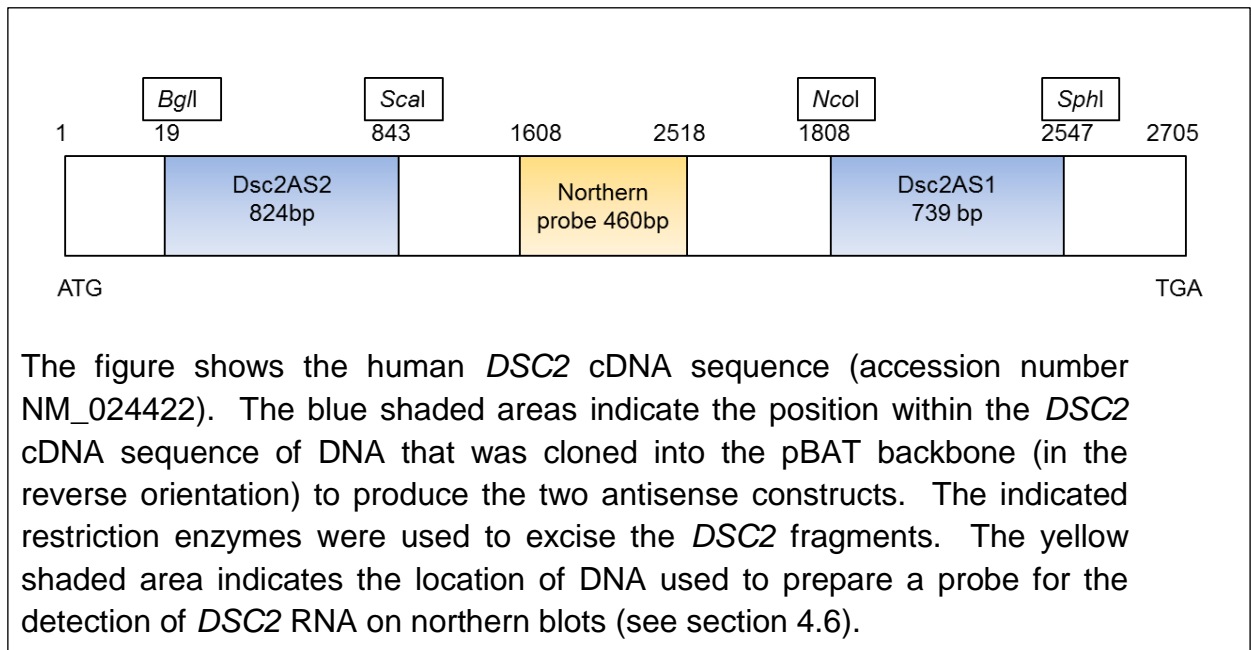 BglI ScaI NcoI SphI
1 19 843 1608 2518 1808 2547 2705
Dsc2AS2
824bp
Northern
probe 460bp
Dsc2AS1
739 bp
ATG TGA
The figure shows the human DSC2 cDNA sequence (accession number
NM_024422). The blue shaded areas indicate the position within the DSC2
cDNA sequence of DNA that was cloned into the pBAT backbone (in the
reverse orientation) to produce the two antisense constructs. The indicated
restriction enzymes were used to excise the DSC2 fragments. The yellow
shaded area indicates the location of DNA used to prepare a probe for the
detection of DSC2 RNA on northern blots (see section 4.6).